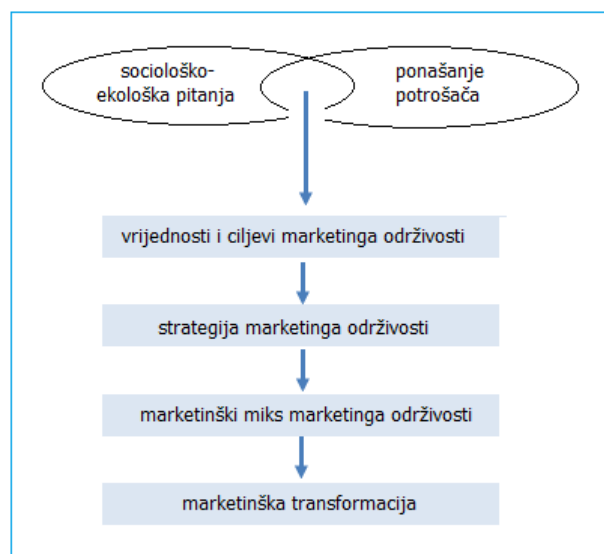 sociološko-
ekološka pitanja
ponašanje
potrošača
vrijednosti i ciljevi marketinga održivosti
strategija marketinga održivosti
marketinški miks marketinga održivosti
marketinška transformacija